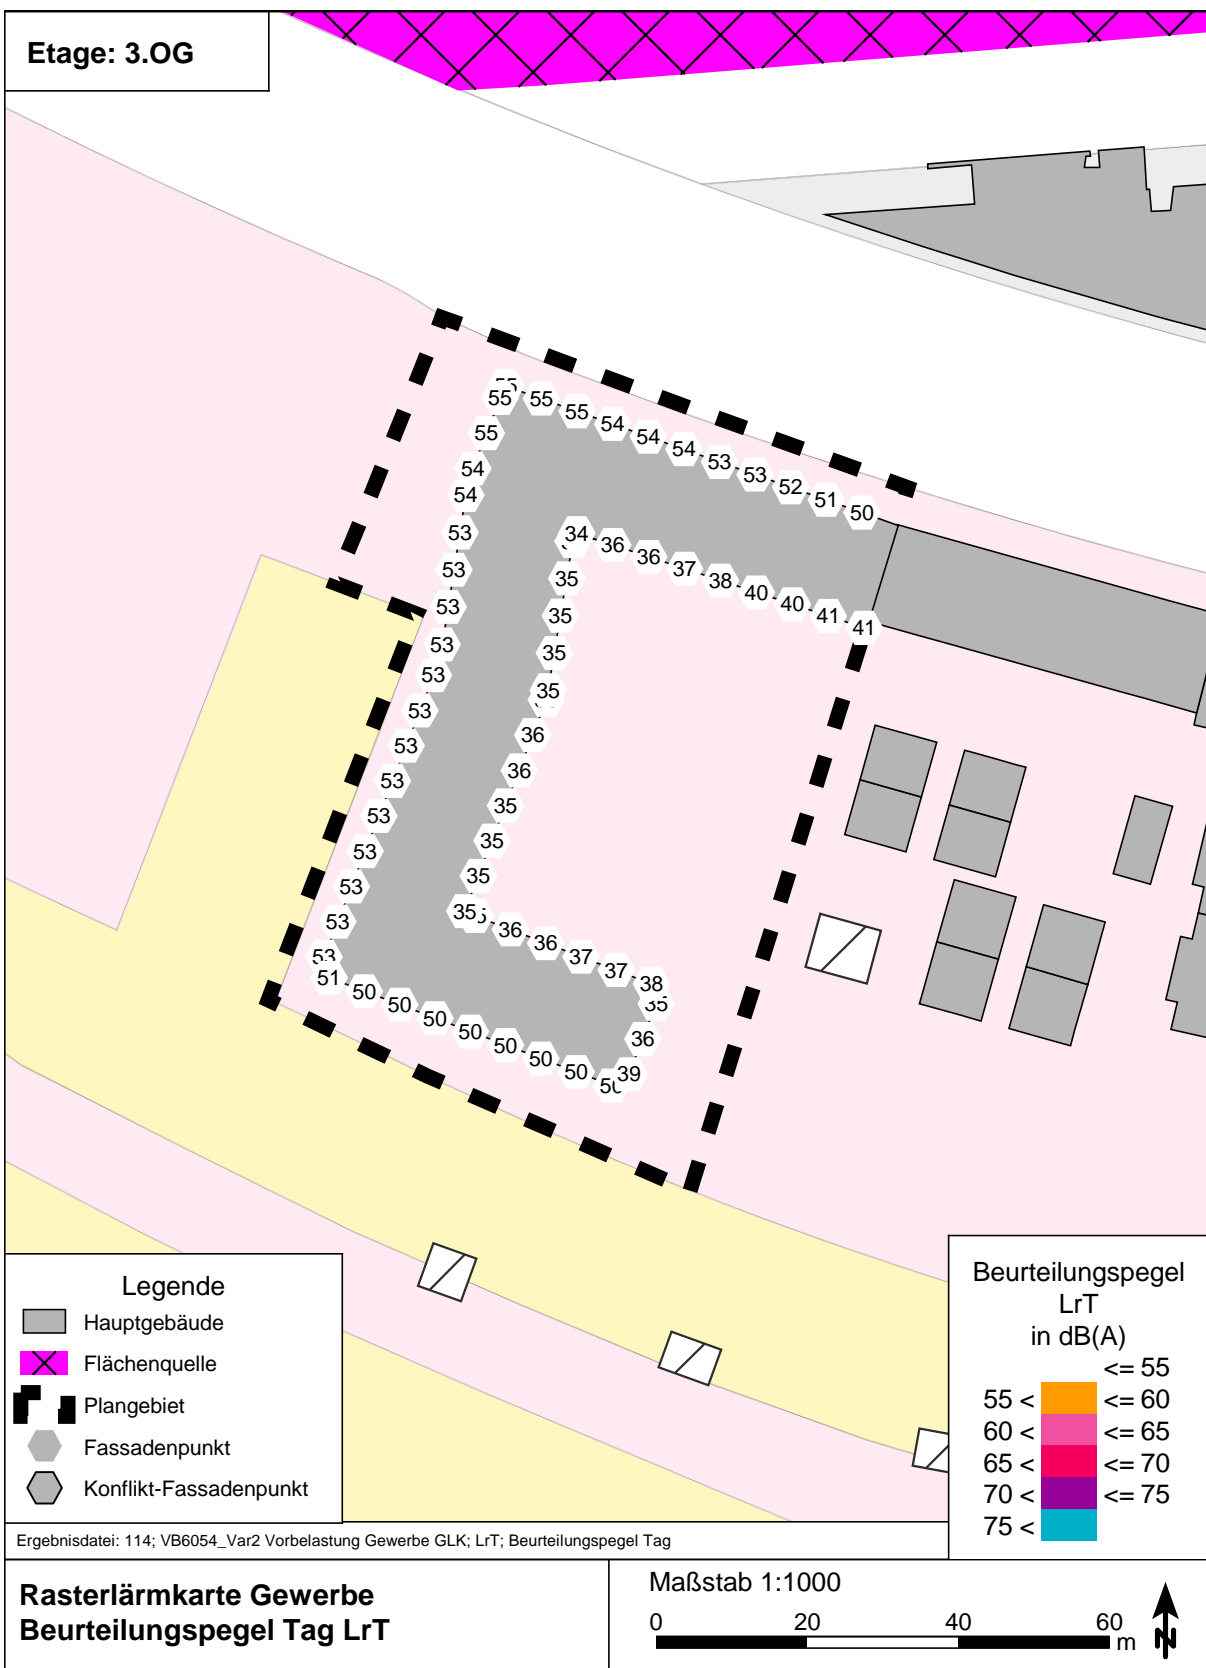 Etage: 3.OG
55
55 55
55
54
55 54
54
54 53
53
54 52
51
50
53
34 36
36
53 35 37
38
40
53 35 40
41
41
53 35
53 35
53 36
53 36
53 35
53 35
53 35
53 35
36
53 36
37
53 37
51 38
50 35
50
50
50 36
50
50
50 39
Legende
Hauptgebäude
Flächenquelle
Plangebiet
Fassadenpunkt
Konflikt-Fassadenpunkt
Beurteilungspegel
LrT
in dB(A)
<= 55
55 < <= 60
60 < <= 65
65 < <= 70
70 < <= 75
75 <
Ergebnisdatei: 114; VB6054_Var2 Vorbelastung Gewerbe GLK; LrT; Beurteilungspegel Tag
Rasterlärmkarte Gewerbe
Beurteilungspegel Tag LrT
Maßstab 1:1000
0 20 40 60
m
N